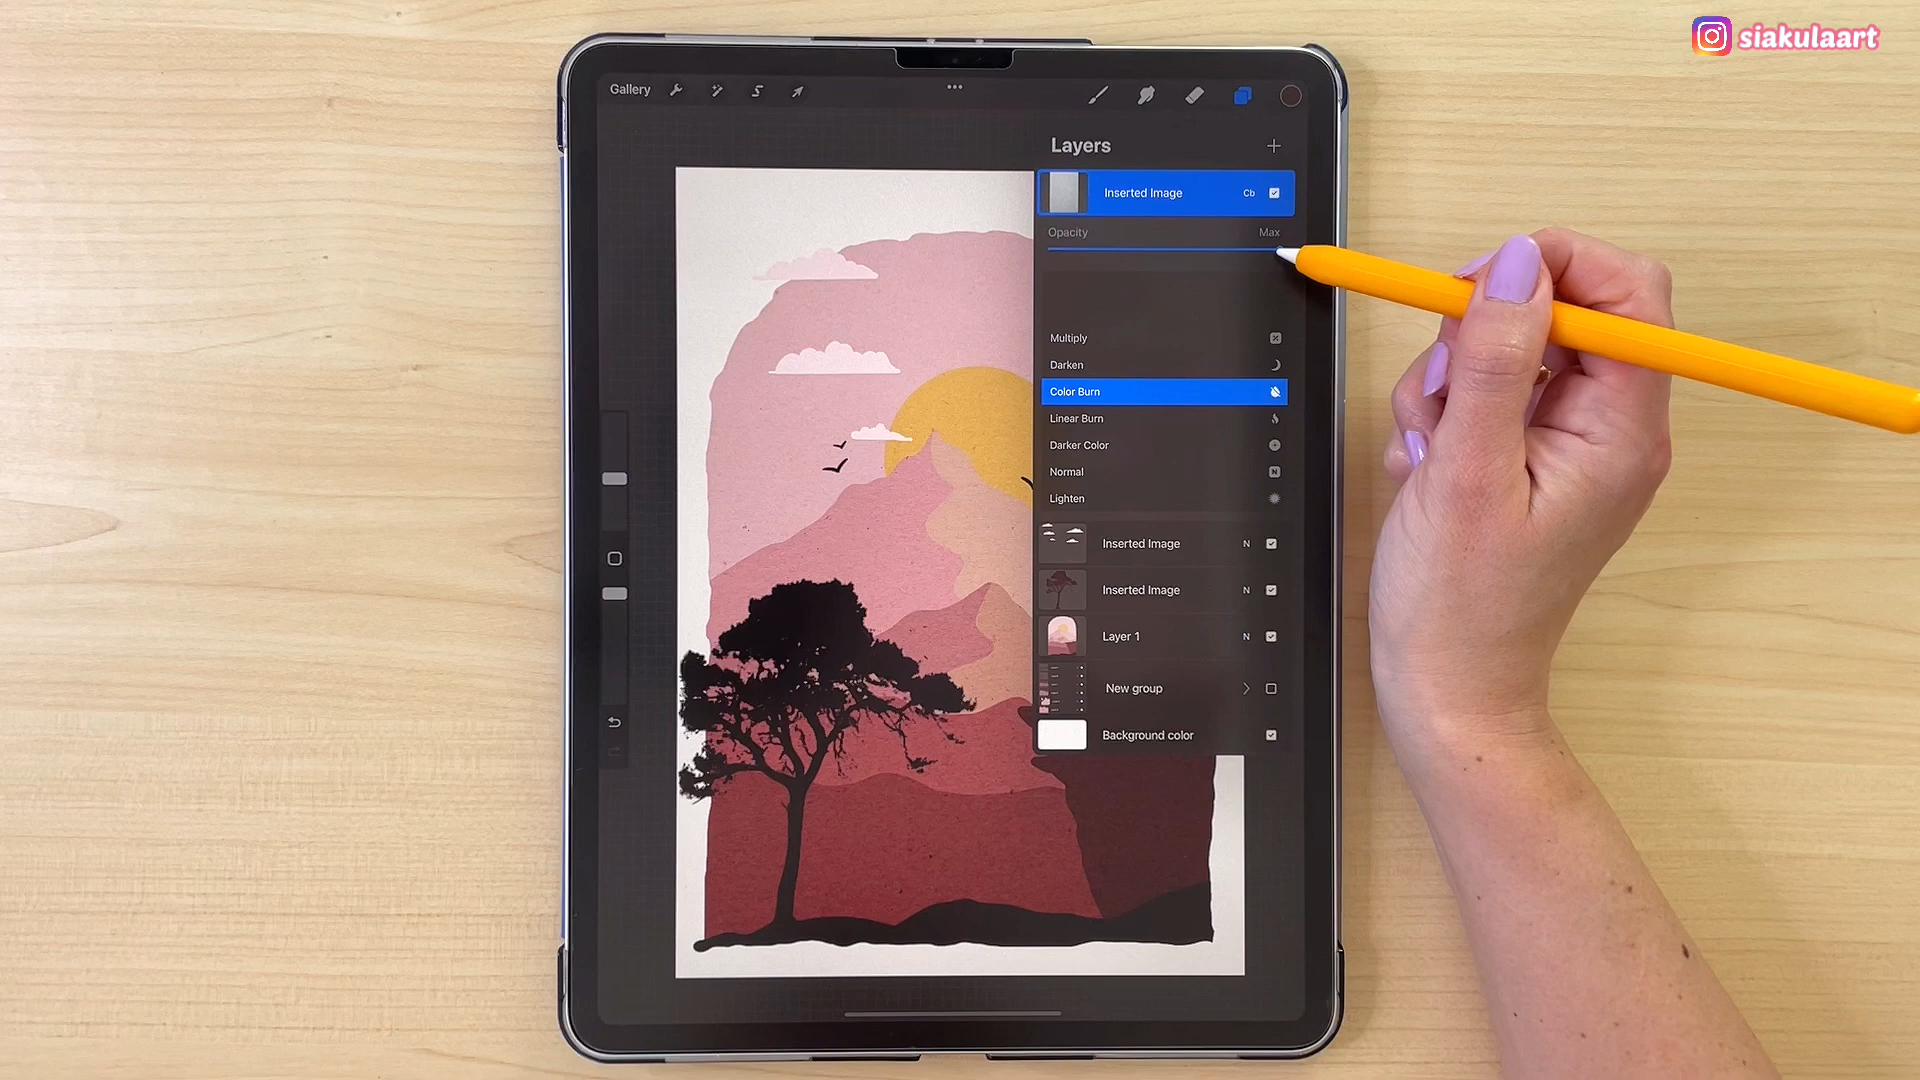 siakulaart
Gallery
Layers
Inserted Image Cb
Opacity Max
Multiply
Darken
Color Burn
Linear Burn
Darker Color
Normal N
Lighten
Inserted Image N
Inserted Image N
Layer 1 N
New group
Background color